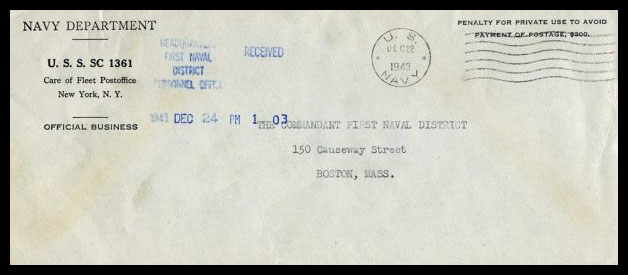 NAVY DEPARTMENT
U. S. S. SC 1361
Care of Fleet Postoffice
New York, N. Y.
OFFICIAL BUSINESS
HEADQUARTERS
FIRST NAVAL
DISTRICT
PERSONNEL OFFICE
RECEIVED
1943 DEC 24 PM 1 03
U. S.
DEC 22
1943
NAVY
PENALTY FOR PRIVATE USE TO AVOID
PAYMENT OF POSTAGE, $300.
THE COMMANDANT FIRST NAVAL DISTRICT
150 Causeway Street
BOSTON, MASS.